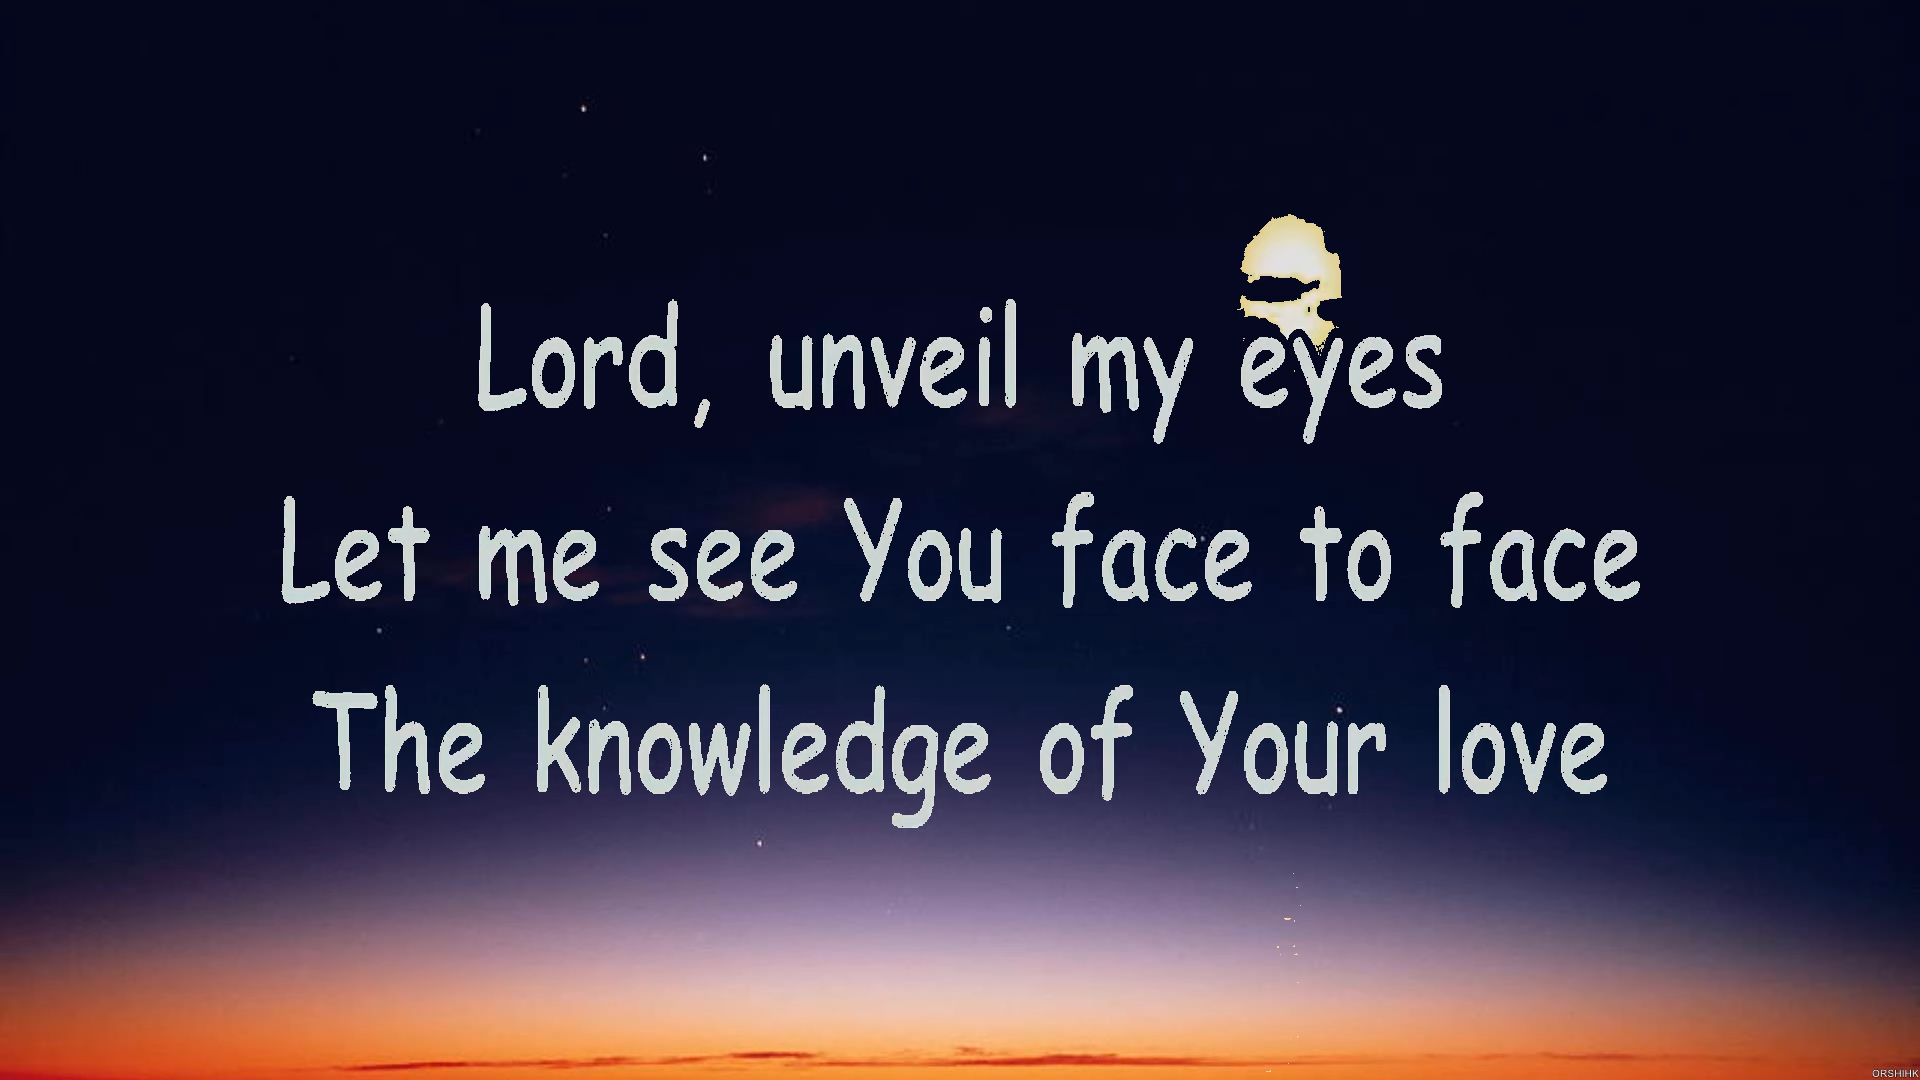 Lord, unveil my eyes
Let me see You face to face
The knowledge of Your love
ORSHIHK